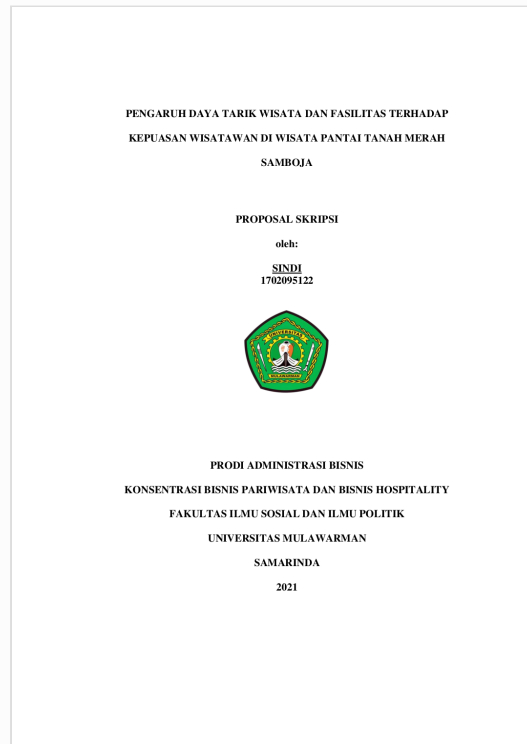 PENGARUH DAYA TARIK WISATA DAN FASILITAS TERHADAP
KEPUASAN WISATAWAN DI WISATA PANTAI TANAH MERAH
SAMBOJA
PROPOSAL SKRIPSI
oleh:
SINDI
1702095122
UNIVERSITAS
MULAWARMAN
PRODI ADMINISTRASI BISNIS
KONSENTRASI BISNIS PARIWISATA DAN BISNIS HOSPITALITY
FAKULTAS ILMU SOSIAL DAN ILMU POLITIK
UNIVERSITAS MULAWARMAN
SAMARINDA
2021